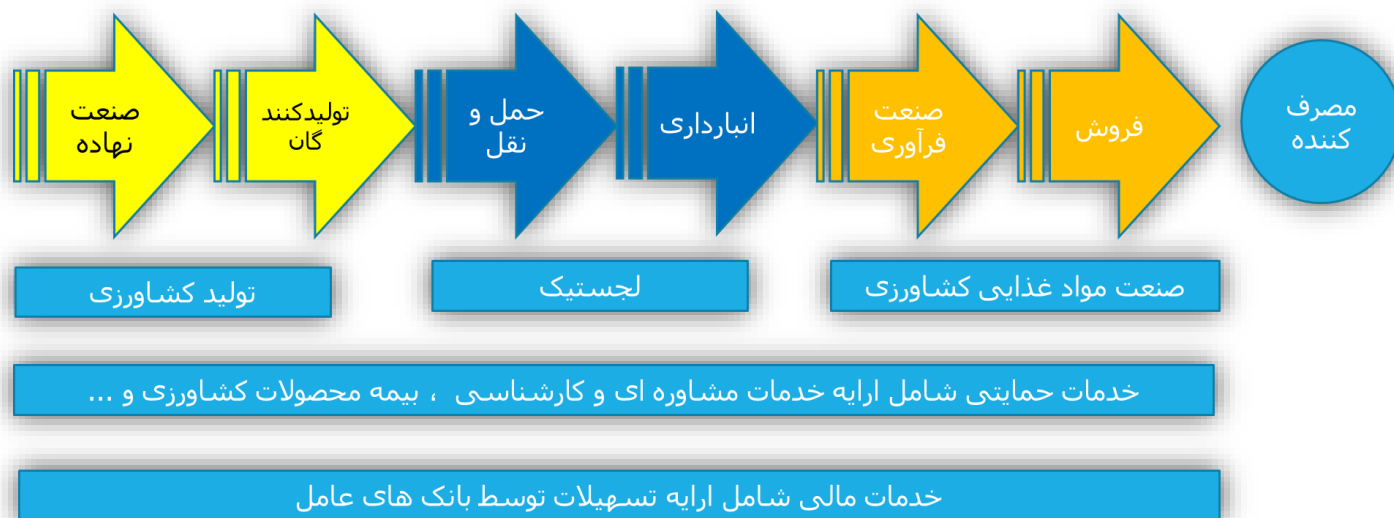 صنعت
نهاده
تولیدکنند
گان
حمل و
نقل
انبارداری
صنعت
فرآوری
فروش
مصرف
کننده
تولید کشاورزی
لجستیک
صنعت مواد غذایی کشاورزی
خدمات حمایتی شامل ارایه خدمات مشاوره ای و کارشناسی ، بیمه محصولات کشاورزی و ...
خدمات مالی شامل ارایه تسهیلات توسط بانک های عامل